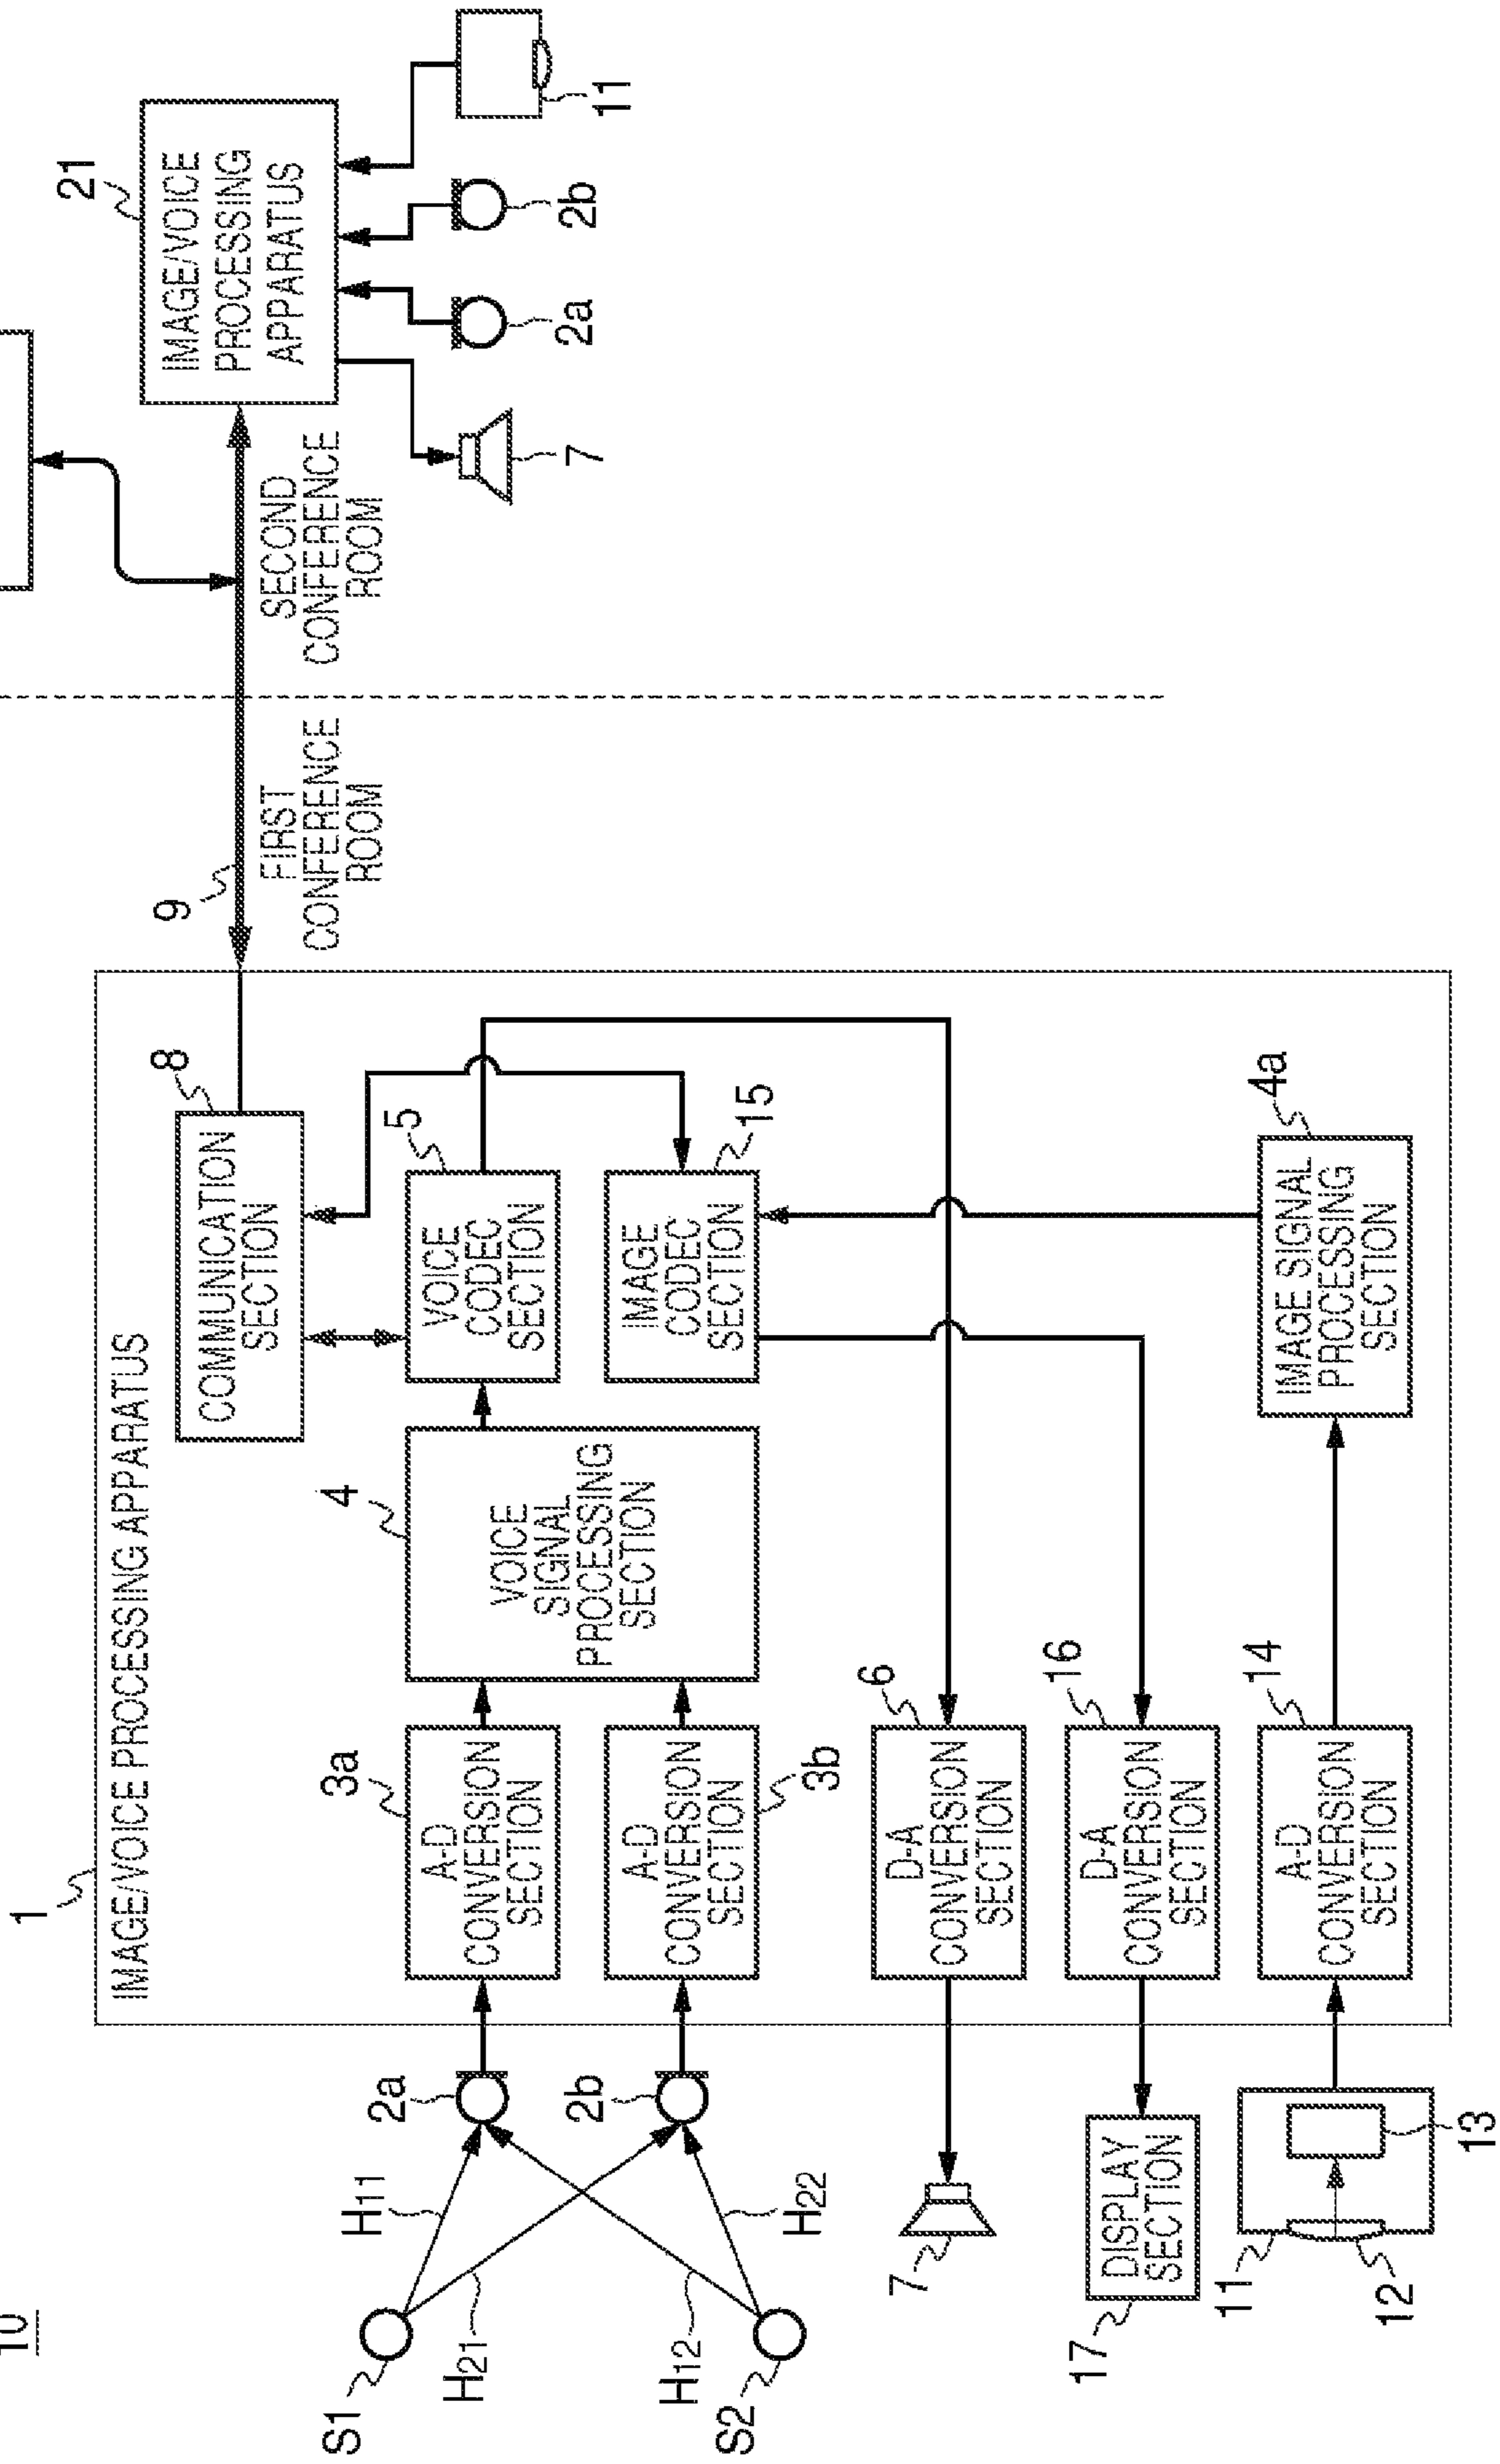 10
1
IMAGE/VOICE PROCESSING APPARATUS
S1
S2
H11
H21
H12
H22
2a
2b
3a
A-D
CONVERSION
SECTION
A-D
CONVERSION
SECTION
3b
4
VOICE
SIGNAL
PROCESSING
SECTION
8
COMMUNICATION
SECTION
5
VOICE
CODEC
SECTION
15
IMAGE
CODEC
SECTION
6
D-A
CONVERSION
SECTION
7
16
D-A
CONVERSION
SECTION
17
DISPLAY
SECTION
14
A-D
CONVERSION
SECTION
4a
IMAGE SIGNAL
PROCESSING
SECTION
11
12
13
9
FIRST
CONFERENCE
ROOM
SECOND
CONFERENCE
ROOM
21
IMAGE/VOICE
PROCESSING
APPARATUS
7
2a
2b
11